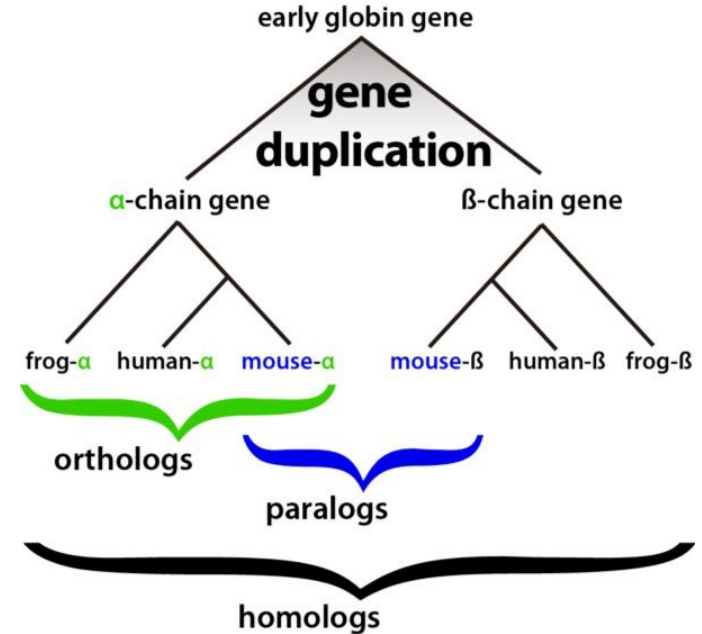 early globin gene
gene
duplication
α-chain gene ß-chain gene
frog-α human-α mouse-α mouse-ß human-ß frog-ß
orthologs
paralogs
homologs